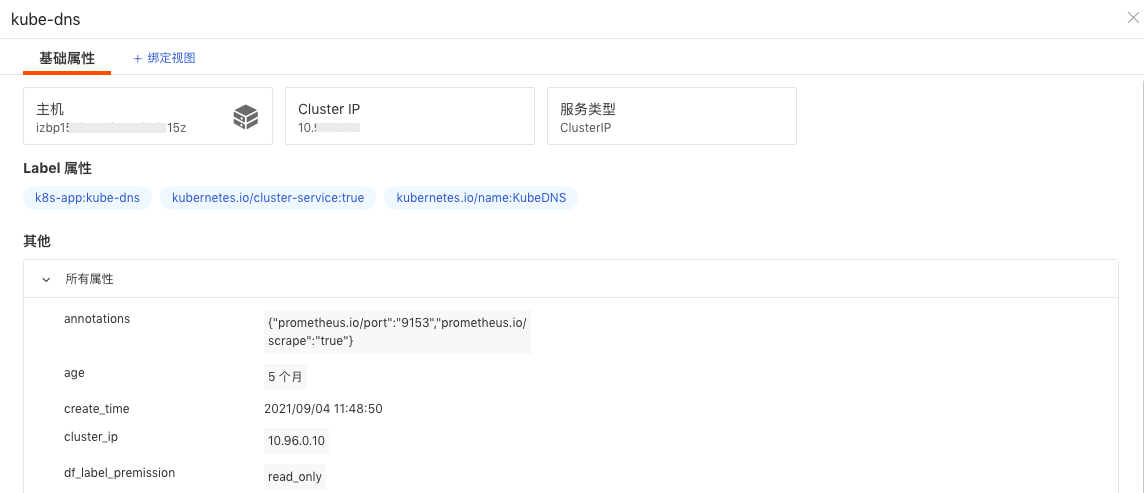 kube-dns
基础属性
+ 绑定视图
主机
Cluster IP
服务类型
izbp15 15z
10.9
ClusterIP
Label 属性
k8s-app:kube-dns
kubernetes.io/cluster-service:true
kubernetes.io/name:KubeDNS
其他
所有属性
annotations
{"prometheus.io/port":"9153","prometheus.io/
scrape":"true"}
age
5 个月
create_time
2021/09/04 11:48:50
cluster_ip
10.96.0.10
df_label_premission
read_only